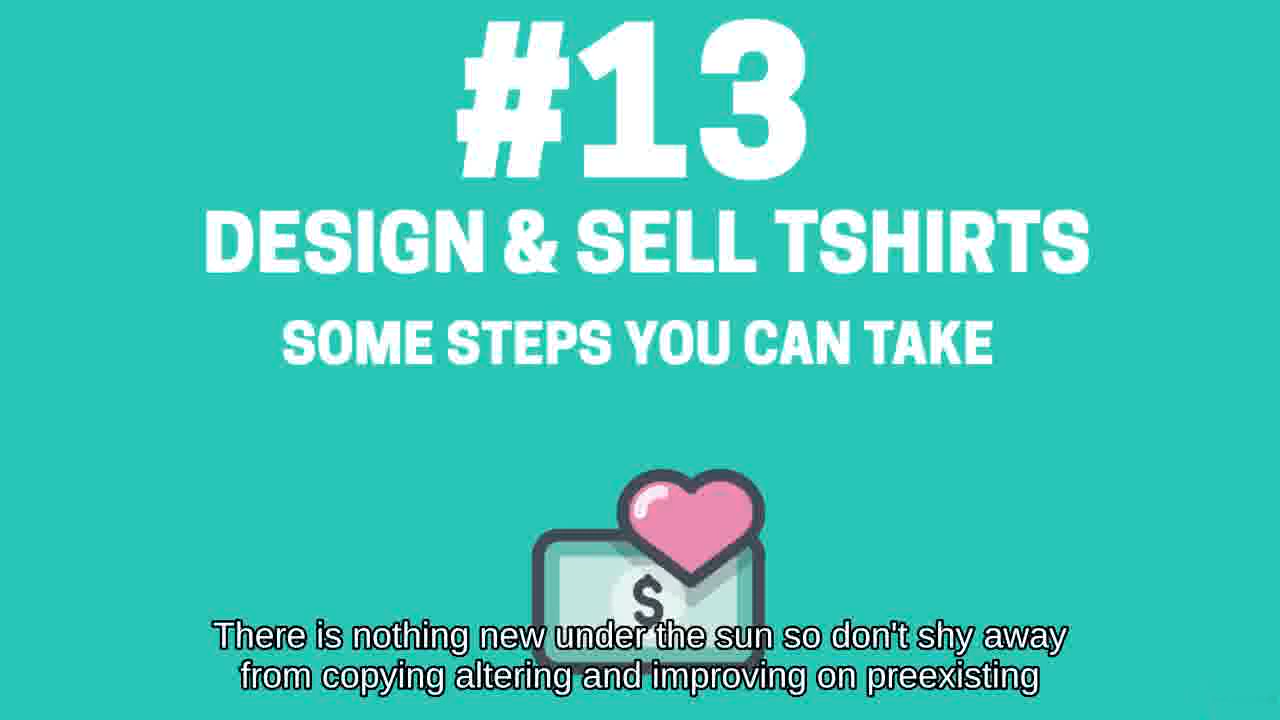 #13
DESIGN & SELL TSHIRTS
SOME STEPS YOU CAN TAKE
$
There is nothing new under the sun so don't shy away
from copying altering and improving on preexisting